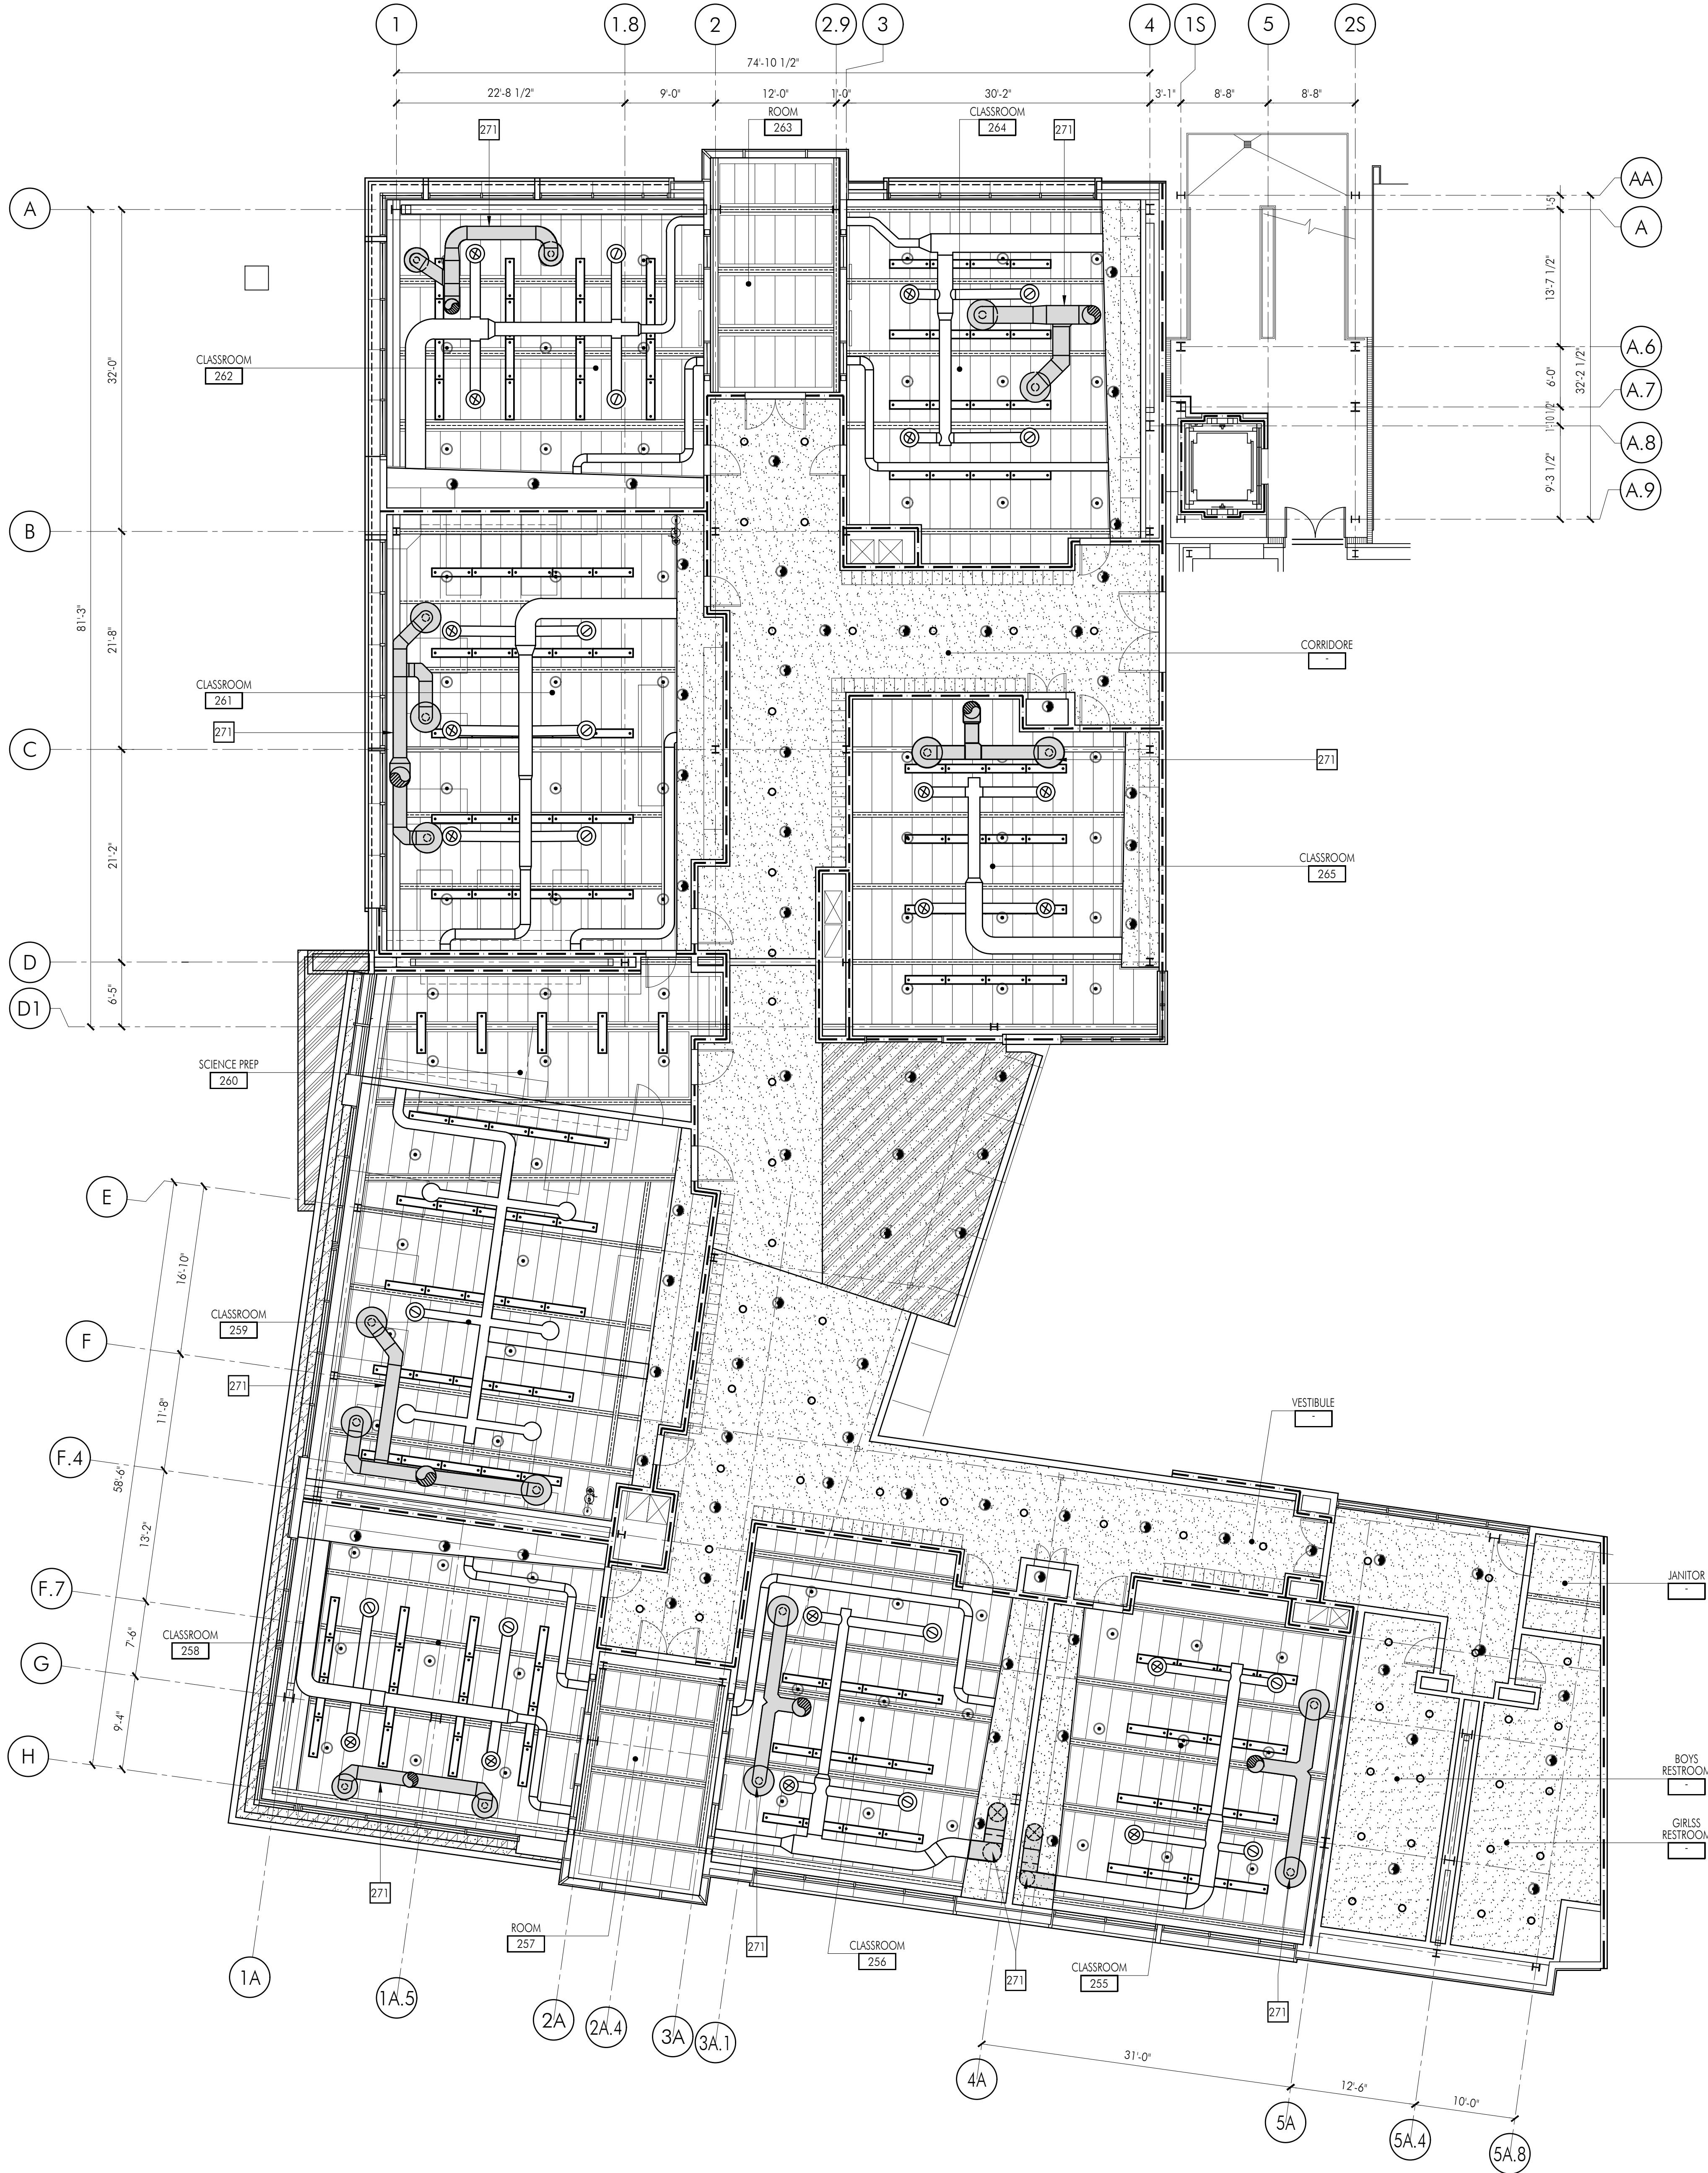 1
1.8
2
2.9
3
4
1S
5
2S
74'-10 1/2"
22'-8 1/2"
9'-0"
12'-0"
1'-0"
30'-2"
3'-1"
8'-8"
8'-8"
ROOM
263
CLASSROOM
264
271
271
AA
A
A
1'-5"
32'-0"
13'-7 1/2"
A.6
CLASSROOM
262
6'-0"
32'-2 1/2"
A.7
1'-10 1/2"
A.8
9'-3 1/2"
A.9
B
81'-3"
21'-8"
CORRIDORE
-
CLASSROOM
261
271
C
271
21'-2"
CLASSROOM
265
D
6'-5"
D1
SCIENCE PREP
260
E
16'-10"
CLASSROOM
259
F
271
11'-8"
VESTIBULE
-
F.4
58'-6"
13'-2"
JANITOR
-
F.7
CLASSROOM
258
7'-6"
G
9'-4"
H
BOYS
RESTROOM
-
GIRLSS
RESTROOM
-
271
ROOM
257
271
CLASSROOM
256
271
CLASSROOM
255
271
1A
1A.5
2A
2A.4
3A
3A.1
4A
31'-0"
5A
12'-6"
5A.4
10'-0"
5A.8